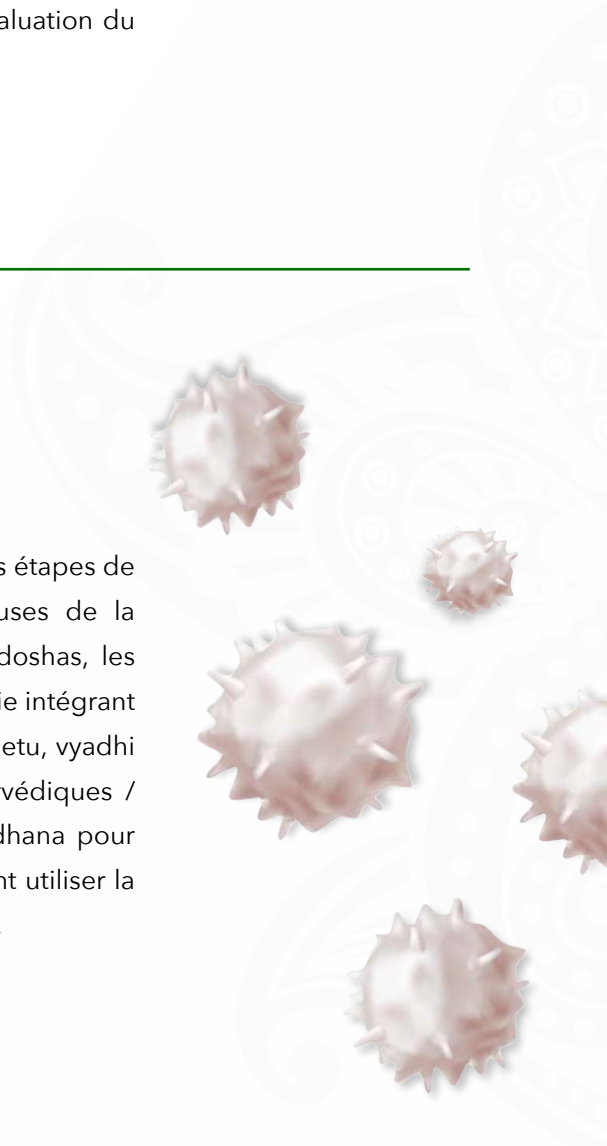 aluation du
s étapes de
uses de la
doshas, les
ie intégrant
etu, vyadhi
védiques /
dhana pour
nt utiliser la
.